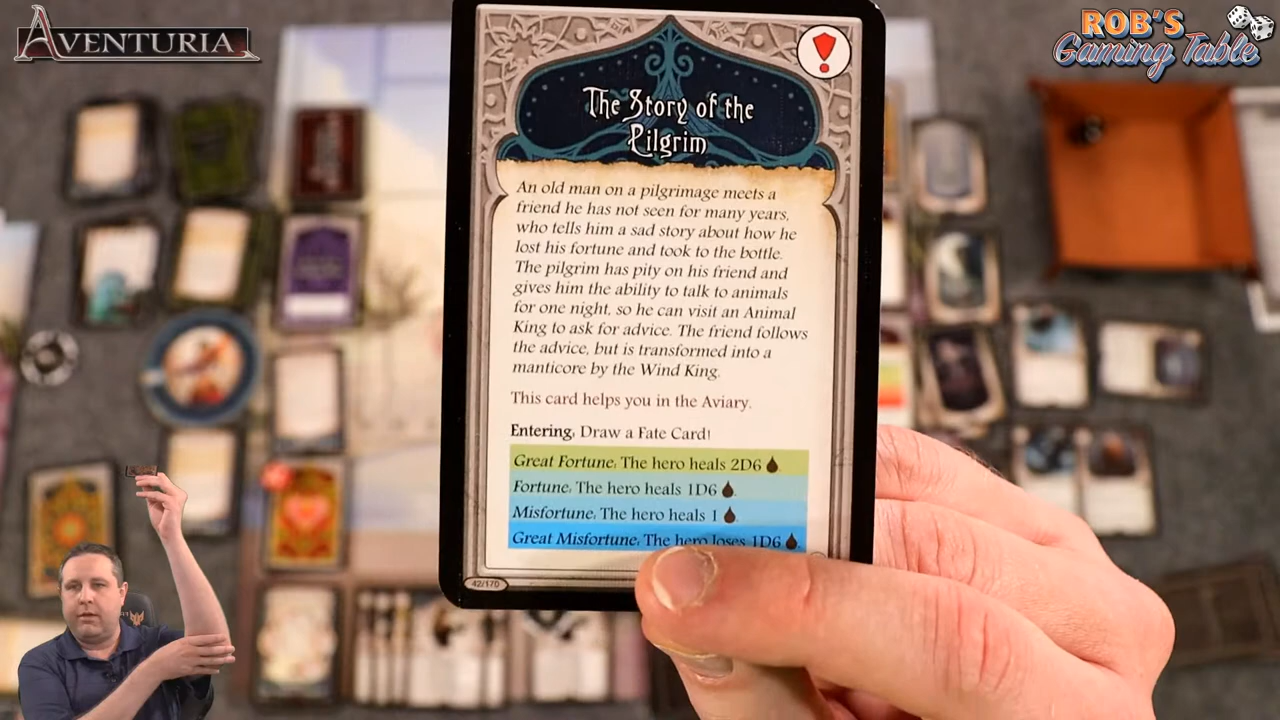 AVENTURIA
ROB'S
Gaming Table
The Story of the
Pilgrim
An old man on a pilgrimage meets a
friend he has not seen for many years,
who tells him a sad story about how he
lost his fortune and took to the bottle.
The pilgrim has pity on his friend and
gives him the ability to talk to animals
for one night, so he can visit an Animal
King to ask for advice. The friend follows
the advice, but is transformed into a
manticore by the Wind King.
This card helps you in the Aviary.
Entering: Draw a Fate Card!
Great Fortune: The hero heals 2D6
Fortune: The hero heals 1D6
Misfortune: The hero heals 1
Great Misfortune: The hero loses 1D6
42/170